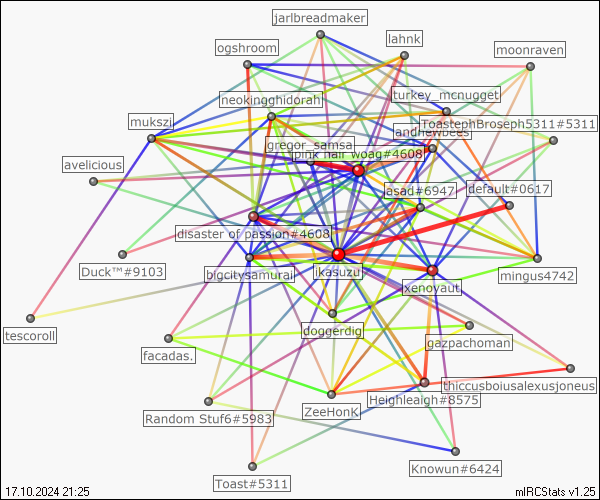 jarlbreadmaker
lahnk
ogshroom
moonraven
turkey_mcnugget
neokingghidorah
mukszi
ToastephBroseph5311#5311
andhewbees
gregor_samsa
pink hair woag#4608
avelicious
asad#6947
default#0617
disaster of passion#4608
Duck™#9103
bigcitysamurai
ikasuzu
mingus4742
xenoyaut
doggerdig
tescoroll
gazpachoman
facadas.
thiccusboiusalexusjoneus
Heighleaigh#8575
ZeeHonK
Random Stuf6#5983
Knowun#6424
Toast#5311
17.10.2024 21:25
mIRCStats v1.25